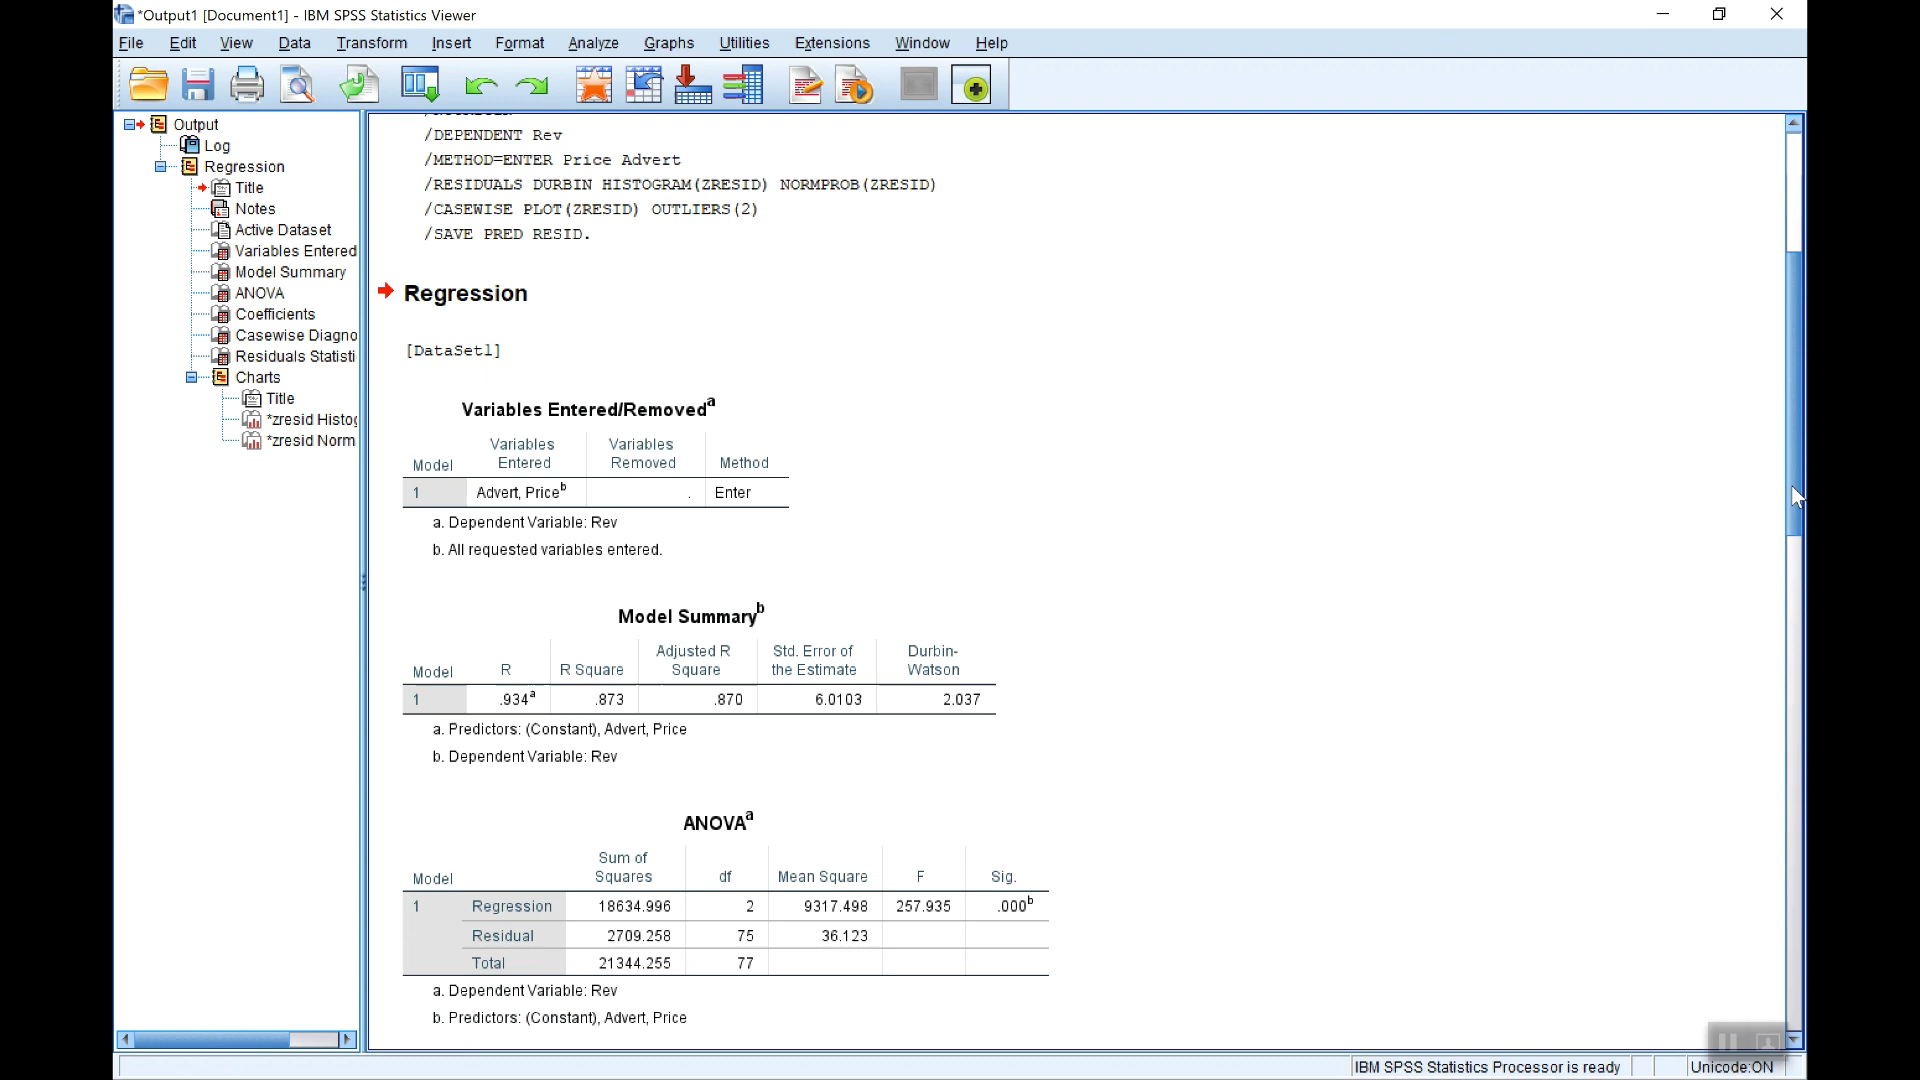 *Output1 [Document1] - IBM SPSS Statistics Viewer
File Edit View Data Transform Insert Format Analyze Graphs Utilities Extensions Window Help
Output
Log
Regression
Title
Notes
Active Dataset
Variables Entered
Model Summary
ANOVA
Coefficients
Casewise Diagno
Residuals Statisti
Charts
Title
*zresid Histog
*zresid Norm
/DEPENDENT Rev
/METHOD=ENTER Price Advert
/RESIDUALS DURBIN HISTOGRAM(ZRESID) NORMPROB(ZRESID)
/CASEWISE PLOT(ZRESID) OUTLIERS(2)
/SAVE PRED RESID.
Regression
[DataSet1]
Variables Entered/Removedᵃ
Variables Variables
Model Entered Removed Method
1 Advert, Priceᵇ . Enter
a. Dependent Variable: Rev
b. All requested variables entered.
Model Summaryᵇ
Adjusted R Std. Error of Durbin-
Model R R Square Square the Estimate Watson
1 .934ᵃ .873 .870 6.0103 2.037
a. Predictors: (Constant), Advert, Price
b. Dependent Variable: Rev
ANOVAᵃ
Sum of
Model Squares df Mean Square F Sig.
1 Regression 18634.996 2 9317.498 257.935 .000ᵇ
Residual 2709.258 75 36.123
Total 21344.255 77
a. Dependent Variable: Rev
b. Predictors: (Constant), Advert, Price
IBM SPSS Statistics Processor is ready Unicode:ON